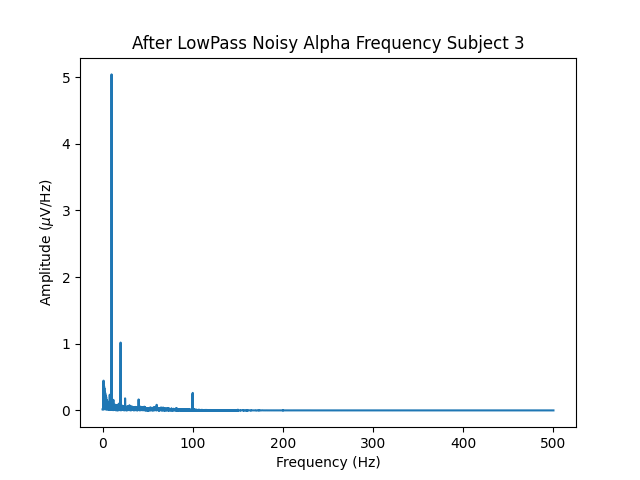 After LowPass Noisy Alpha Frequency Subject 3
Amplitude (μV/Hz)
5
4
3
2
1
0
0 100 200 300 400 500
Frequency (Hz)